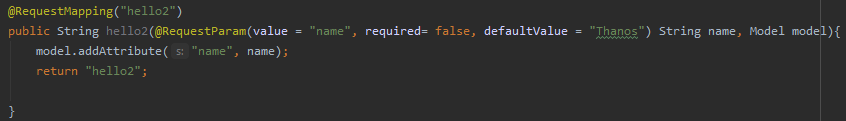 @RequestMapping("hello2")
public String hello2(@RequestParam(value = "name", required= false, defaultValue = "Thanos") String name, Model model){
model.addAttribute( s: "name", name);
return "hello2";
}